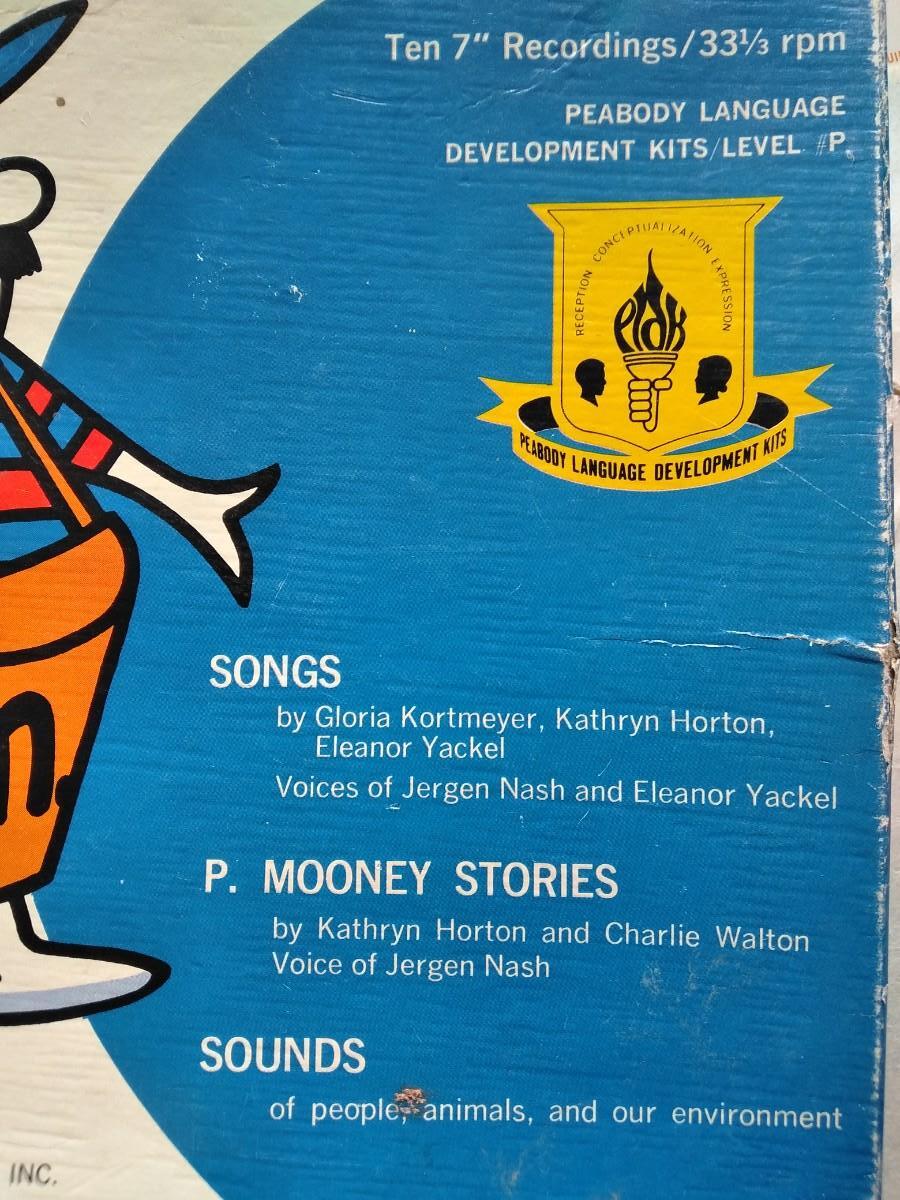 Ten 7" Recordings/33⅓ rpm
PEABODY LANGUAGE
DEVELOPMENT KITS/LEVEL #P
RECEPTION CONCEPTUALIZATION EXPRESSION
PLDK
PEABODY LANGUAGE DEVELOPMENT KITS
SONGS
by Gloria Kortmeyer, Kathryn Horton,
Eleanor Yackel
Voices of Jergen Nash and Eleanor Yackel
P. MOONEY STORIES
by Kathryn Horton and Charlie Walton
Voice of Jergen Nash
SOUNDS
of people, animals, and our environment
INC.